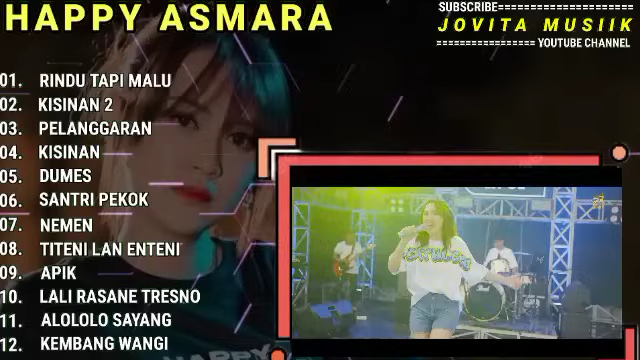 HAPPY ASMARA
SUBSCRIBE=====================
JOVITA MUSIIK
================ YOUTUBE CHANNEL
01. RINDU TAPI MALU
02. KISINAN 2
03. PELANGGARAN
04. KISINAN
05. DUMES
06. SANTRI PEKOK
07. NEMEN
08. TITENI LAN ENTENI
09. APIK
10. LALI RASANE TRESNO
11. ALOLOLO SAYANG
12. KEMBANG WANGI
HAPPY